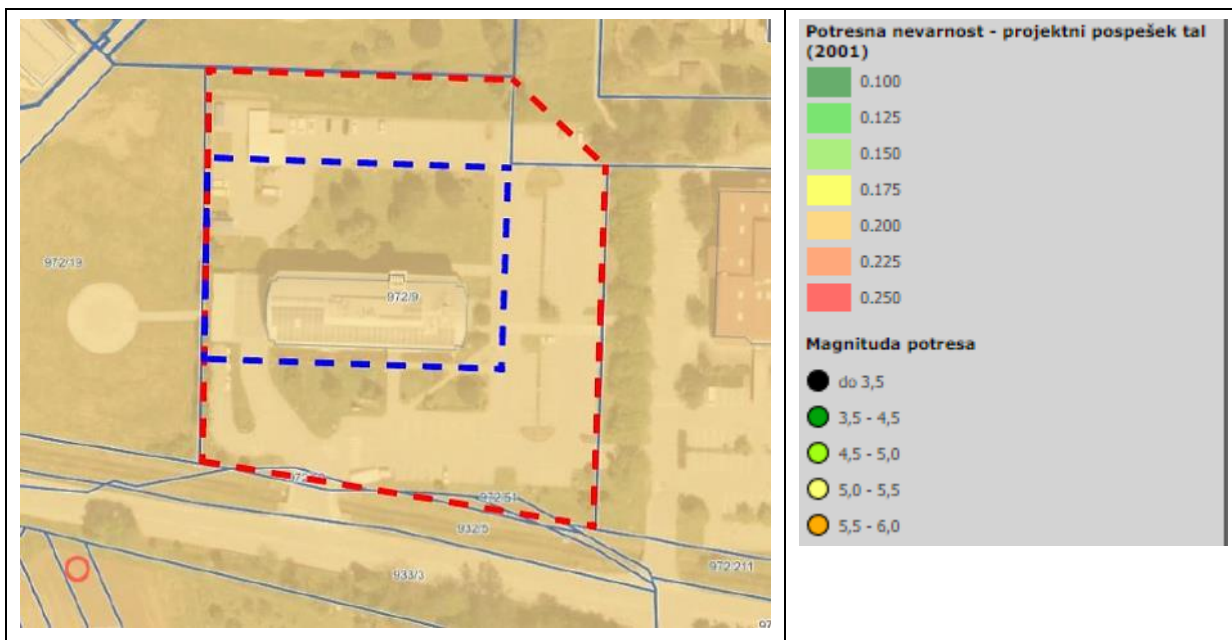 972/19
972/9
972/51
932/5
933/3
972/211
Potresna nevarnost - projektni pospešek tal
(2001)
0.100
0.125
0.150
0.175
0.200
0.225
0.250
Magnituda potresa
do 3,5
3,5 - 4,5
4,5 - 5,0
5,0 - 5,5
5,5 - 6,0